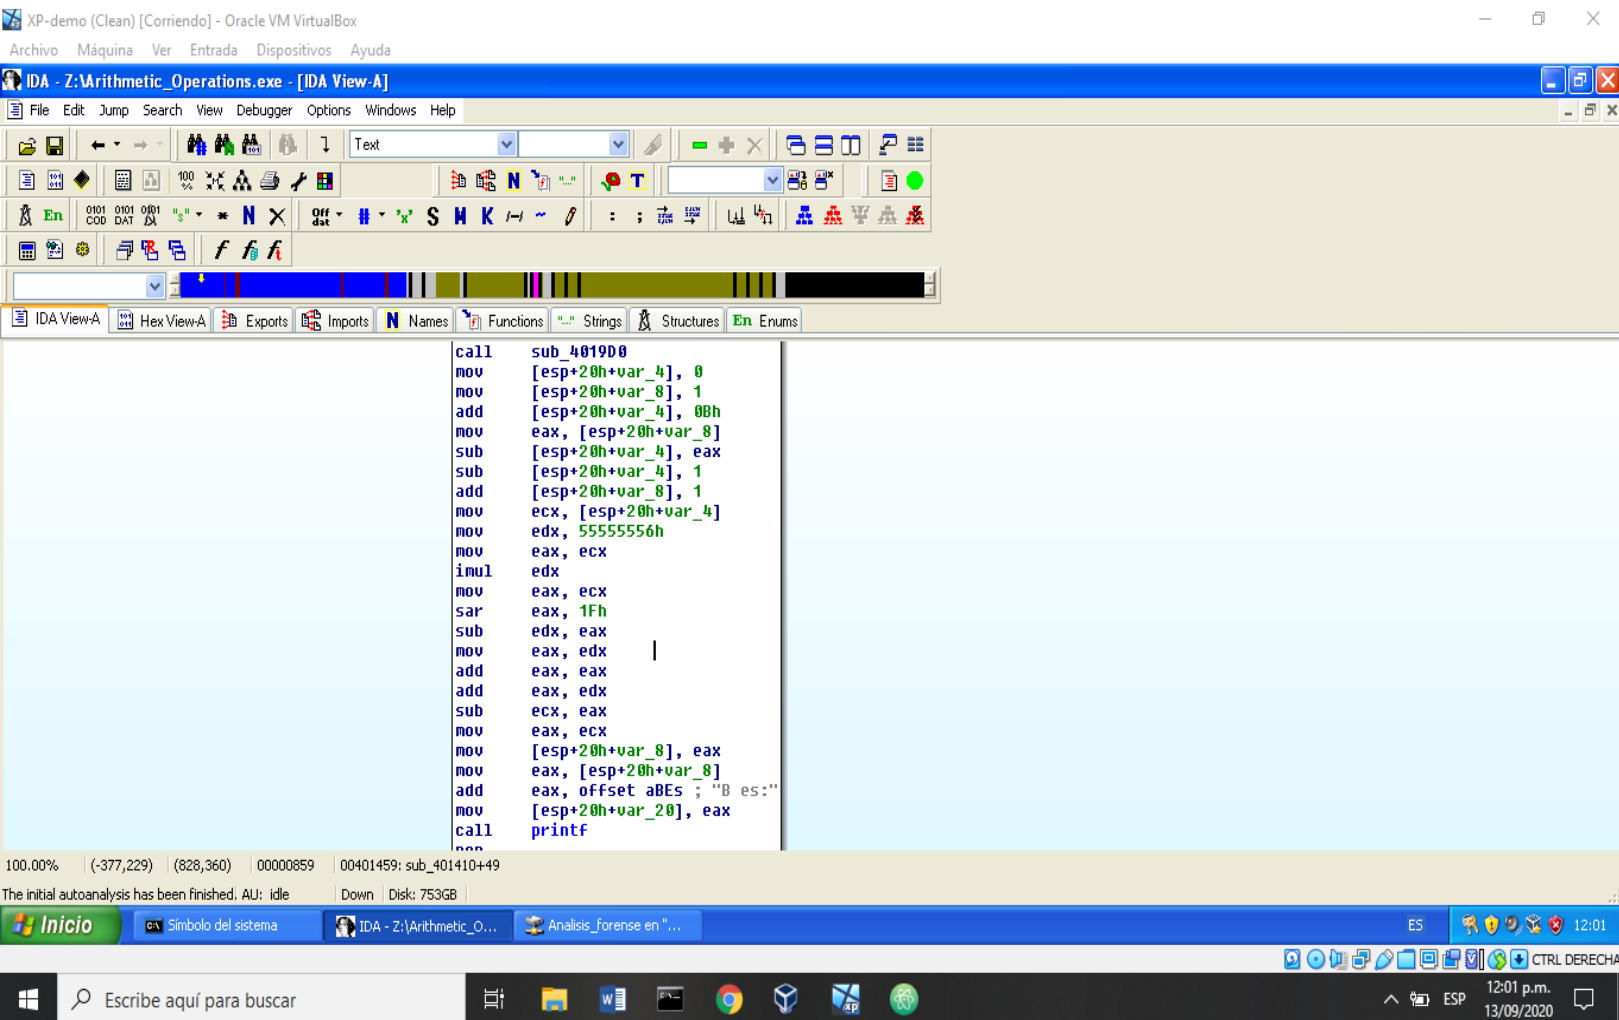 XP-demo (Clean) [Corriendo] - Oracle VM VirtualBox
Archivo Máquina Ver Entrada Dispositivos Ayuda
IDA - Z:\Arithmetic_Operations.exe - [IDA View-A]
File Edit Jump Search View Debugger Options Windows Help
Text
IDA View-A Hex View-A Exports Imports N Names Functions Strings Structures En Enums
call sub_4019D0
mov [esp+20h+var_4], 0
mov [esp+20h+var_8], 1
add [esp+20h+var_4], 0Bh
mov eax, [esp+20h+var_8]
sub [esp+20h+var_4], eax
sub [esp+20h+var_4], 1
add [esp+20h+var_8], 1
mov ecx, [esp+20h+var_4]
mov edx, 55555556h
mov eax, ecx
imul edx
mov eax, ecx
sar eax, 1Fh
sub edx, eax
mov eax, edx
add eax, eax
add eax, edx
sub ecx, eax
mov eax, ecx
mov [esp+20h+var_8], eax
mov eax, [esp+20h+var_8]
add eax, offset aBEs ; "B es:"
mov [esp+20h+var_20], eax
call printf
100.00% (-377,229) (828,360) 00000859 00401459: sub_401410+49
The initial autoanalysis has been finished. AU: idle Down Disk: 753GB
Inicio Símbolo del sistema IDA - Z:\Arithmetic_O... Analisis_forense en "... ES 12:01
CTRL DERECHA
Escribe aquí para buscar ESP 12:01 p.m.
13/09/2020